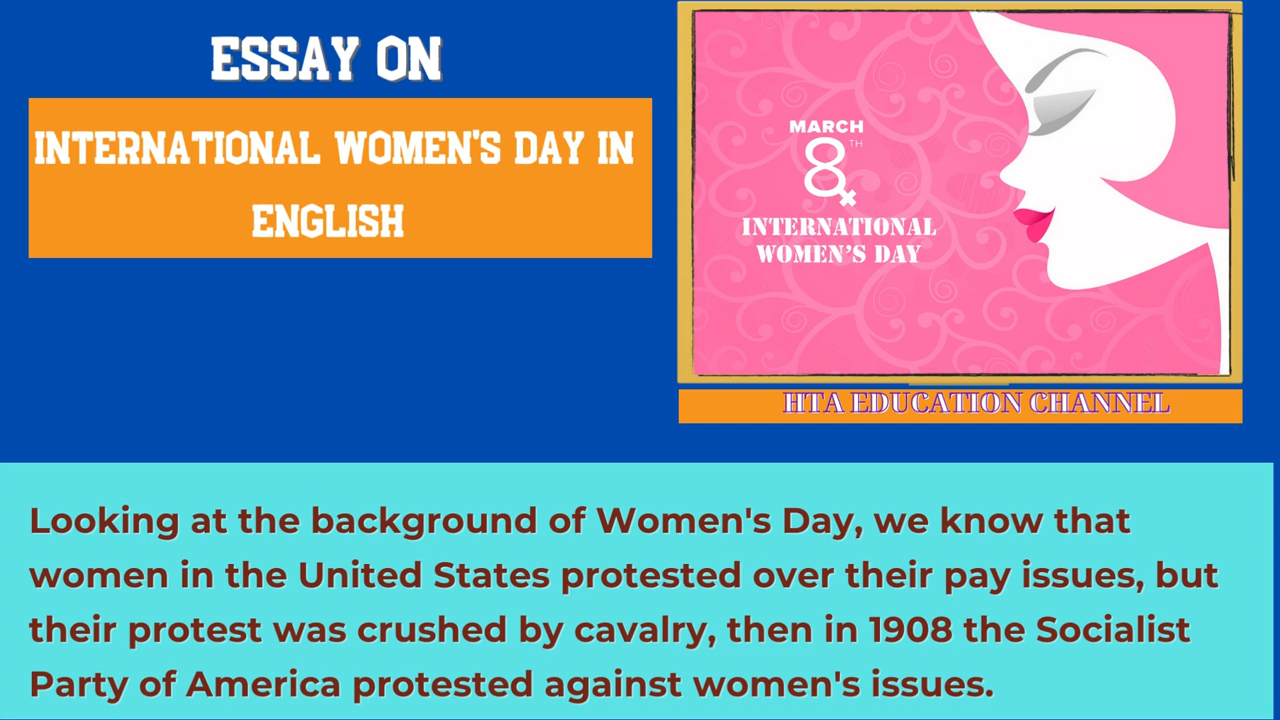 ESSAY ON
INTERNATIONAL WOMEN'S DAY IN
ENGLISH
MARCH
8TH
INTERNATIONAL
WOMEN'S DAY
HTA EDUCATION CHANNEL
Looking at the background of Women's Day, we know that
women in the United States protested over their pay issues, but
their protest was crushed by cavalry, then in 1908 the Socialist
Party of America protested against women's issues.